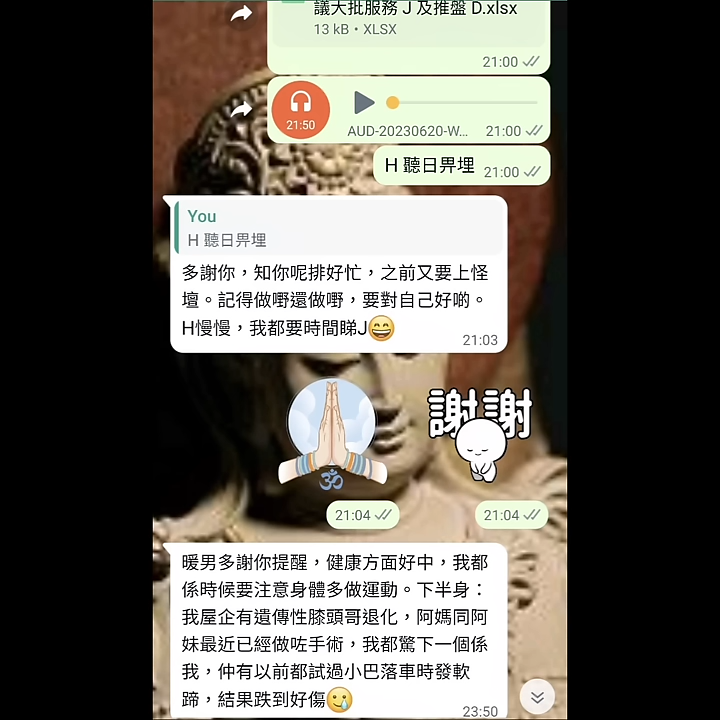 議大批服務 J 及推盤 D.xlsx
13 kB • XLSX
21:00
21:50
AUD-20230620-W...
21:00
H 聽日畀埋
21:00
You
H 聽日畀埋
多謝你，知你呢排好忙，之前又要上怪
壇。記得做嘢還做嘢，要對自己好啲。
H慢慢，我都要時間睇J😄
21:03
ॐ
謝謝
21:04
21:04
暖男多謝你提醒，健康方面好中，我都
係時候要注意身體多做運動。下半身：
我屋企有遺傳性膝頭哥退化，阿媽同阿
妹最近已經做咗手術，我都驚下一個係
我，仲有以前都試過小巴落車時發軟
蹄，結果跌到好傷🥲
23:50